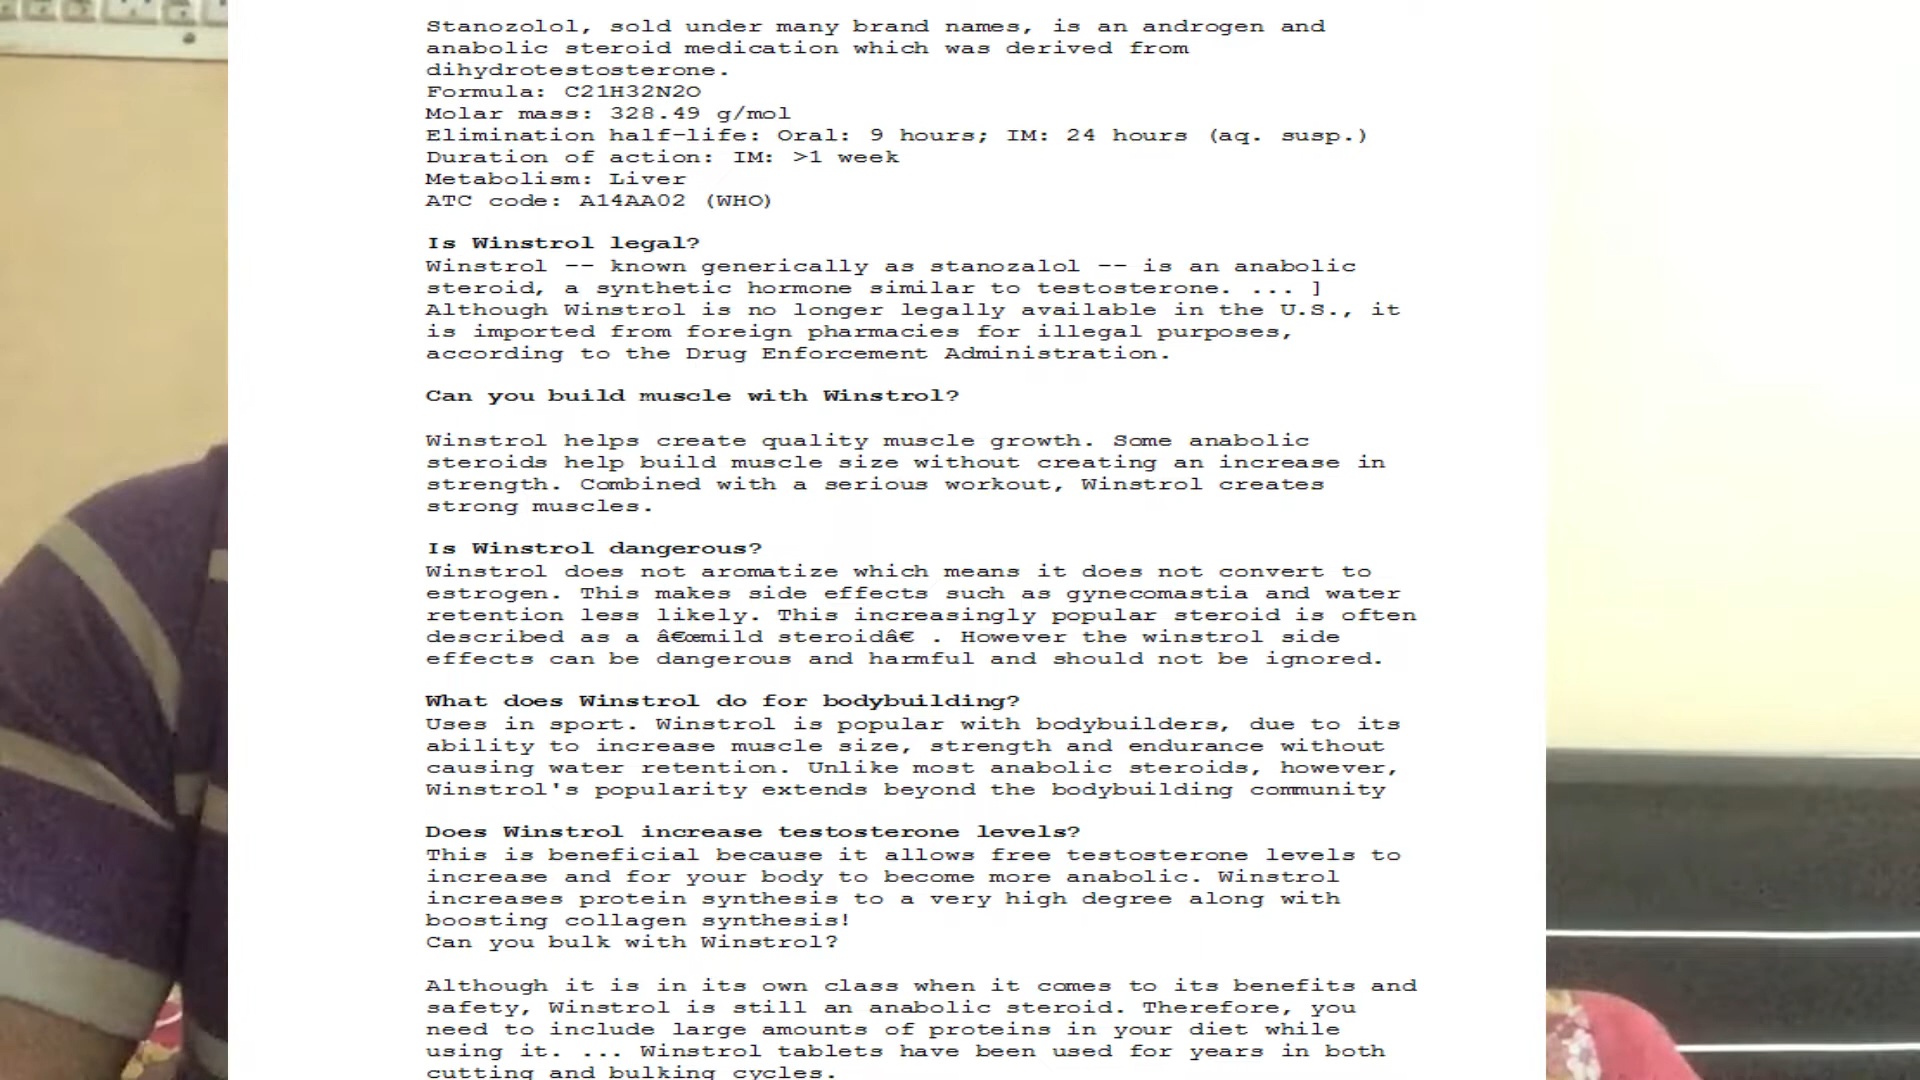 Stanozolol, sold under many brand names, is an androgen and
anabolic steroid medication which was derived from
dihydrotestosterone.
Formula: C21H32N2O
Molar mass: 328.49 g/mol
Elimination half-life: Oral: 9 hours; IM: 24 hours (aq. susp.)
Duration of action: IM: >1 week
Metabolism: Liver
ATC code: A14AA02 (WHO)
Is Winstrol legal?
Winstrol -- known generically as stanozalol -- is an anabolic
steroid, a synthetic hormone similar to testosterone. ... ]
Although Winstrol is no longer legally available in the U.S., it
is imported from foreign pharmacies for illegal purposes,
according to the Drug Enforcement Administration.
Can you build muscle with Winstrol?
Winstrol helps create quality muscle growth. Some anabolic
steroids help build muscle size without creating an increase in
strength. Combined with a serious workout, Winstrol creates
strong muscles.
Is Winstrol dangerous?
Winstrol does not aromatize which means it does not convert to
estrogen. This makes side effects such as gynecomastia and water
retention less likely. This increasingly popular steroid is often
described as a â€œmild steroidâ€ . However the winstrol side
effects can be dangerous and harmful and should not be ignored.
What does Winstrol do for bodybuilding?
Uses in sport. Winstrol is popular with bodybuilders, due to its
ability to increase muscle size, strength and endurance without
causing water retention. Unlike most anabolic steroids, however,
Winstrol's popularity extends beyond the bodybuilding community
Does Winstrol increase testosterone levels?
This is beneficial because it allows free testosterone levels to
increase and for your body to become more anabolic. Winstrol
increases protein synthesis to a very high degree along with
boosting collagen synthesis!
Can you bulk with Winstrol?
Although it is in its own class when it comes to its benefits and
safety, Winstrol is still an anabolic steroid. Therefore, you
need to include large amounts of proteins in your diet while
using it. ... Winstrol tablets have been used for years in both
cutting and bulking cycles.